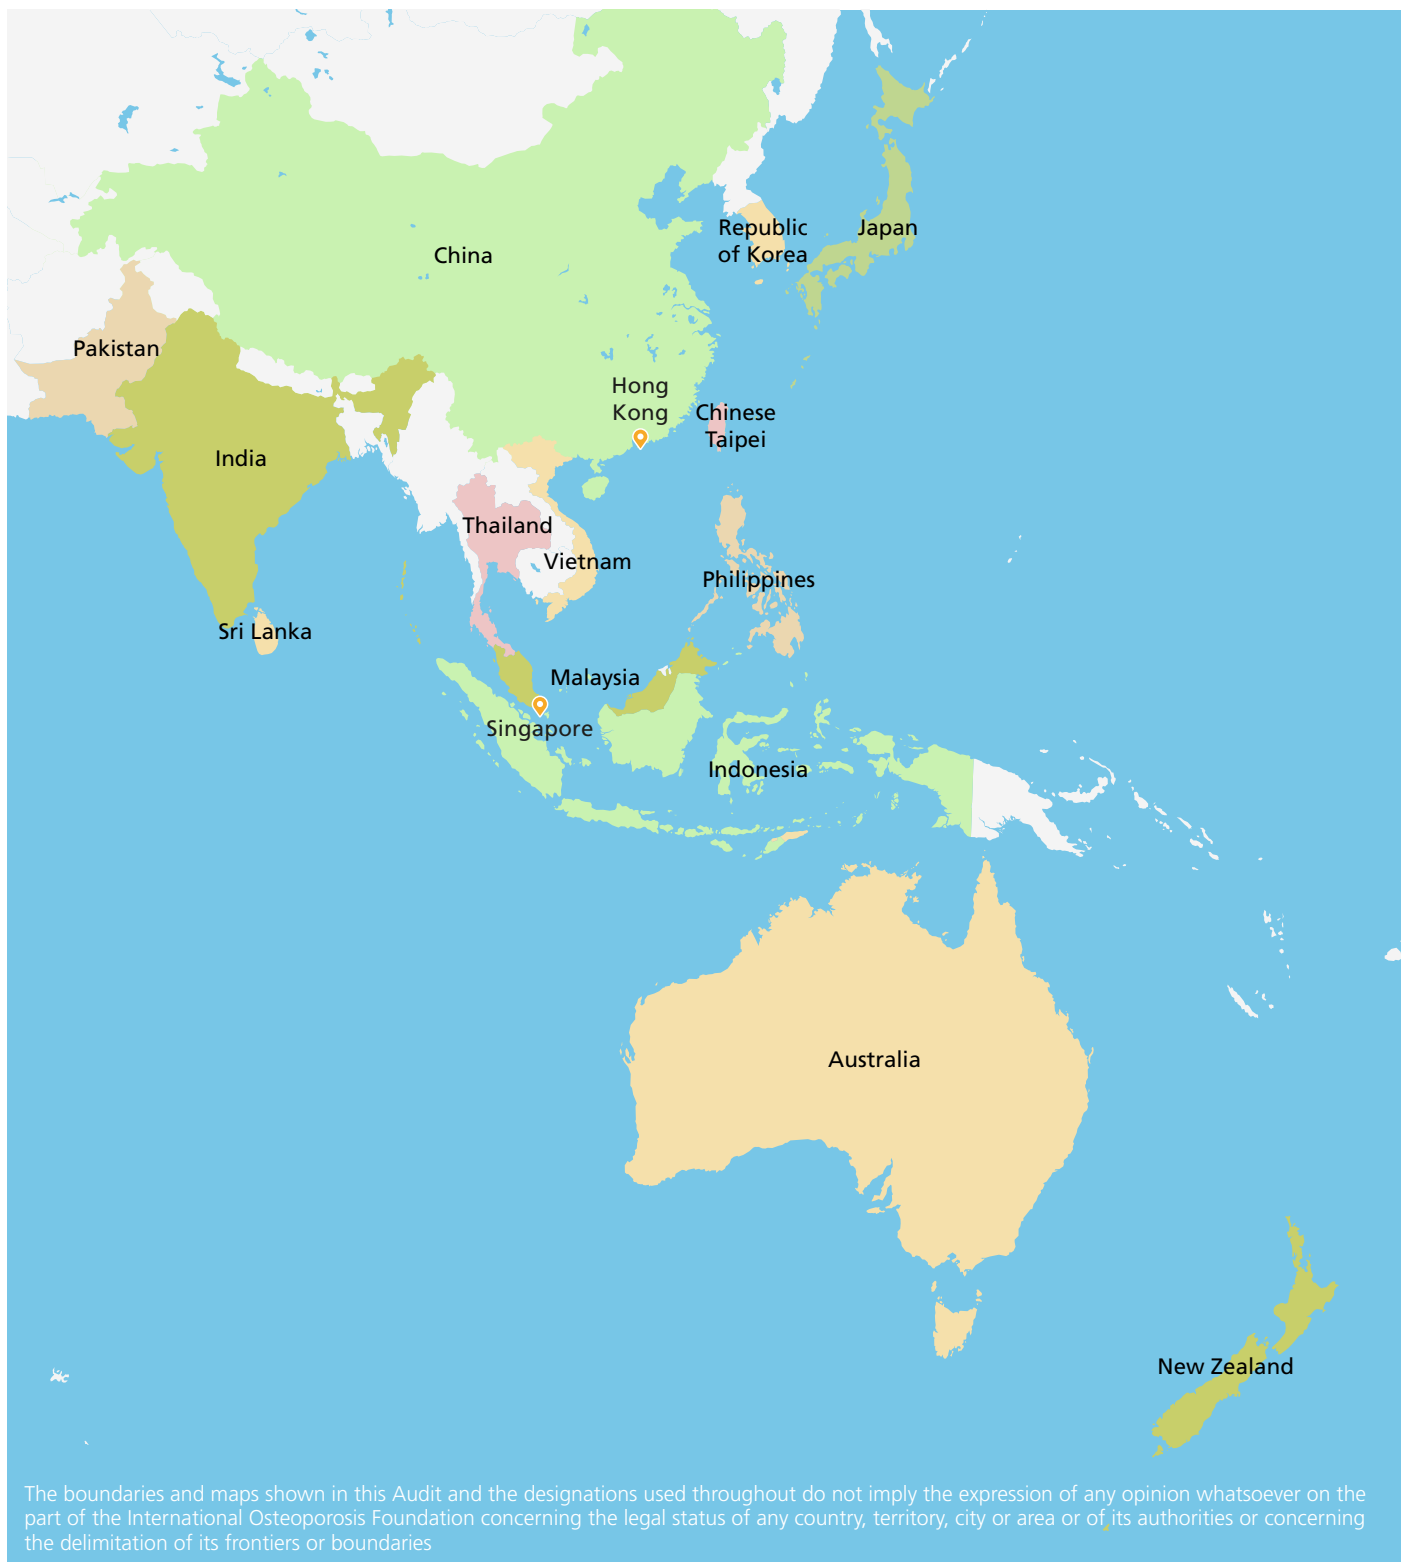 Republic
of Korea
Japan
China
Pakistan
Hong
Kong
Chinese
Taipei
India
Thailand
Vietnam
Philippines
Sri Lanka
Malaysia
Singapore
Indonesia
Australia
New Zealand
The boundaries and maps shown in this Audit and the designations used throughout do not imply the expression of any opinion whatsoever on the
part of the International Osteoporosis Foundation concerning the legal status of any country, territory, city or area or of its authorities or concerning
the delimitation of its frontiers or boundaries